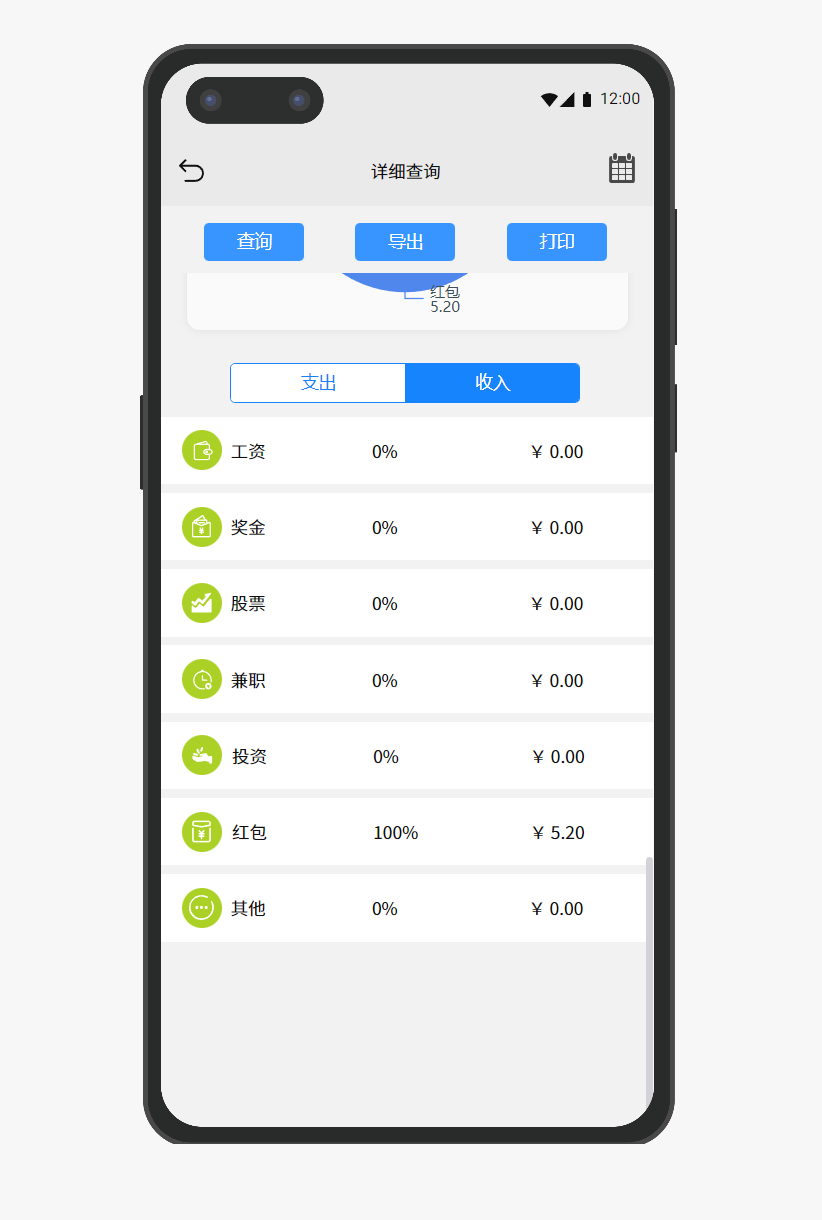 12:00
详细查询
查询 导出 打印
红包
5.20
支出 收入
工资 0% ￥ 0.00
奖金 0% ￥ 0.00
股票 0% ￥ 0.00
兼职 0% ￥ 0.00
投资 0% ￥ 0.00
红包 100% ￥ 5.20
其他 0% ￥ 0.00